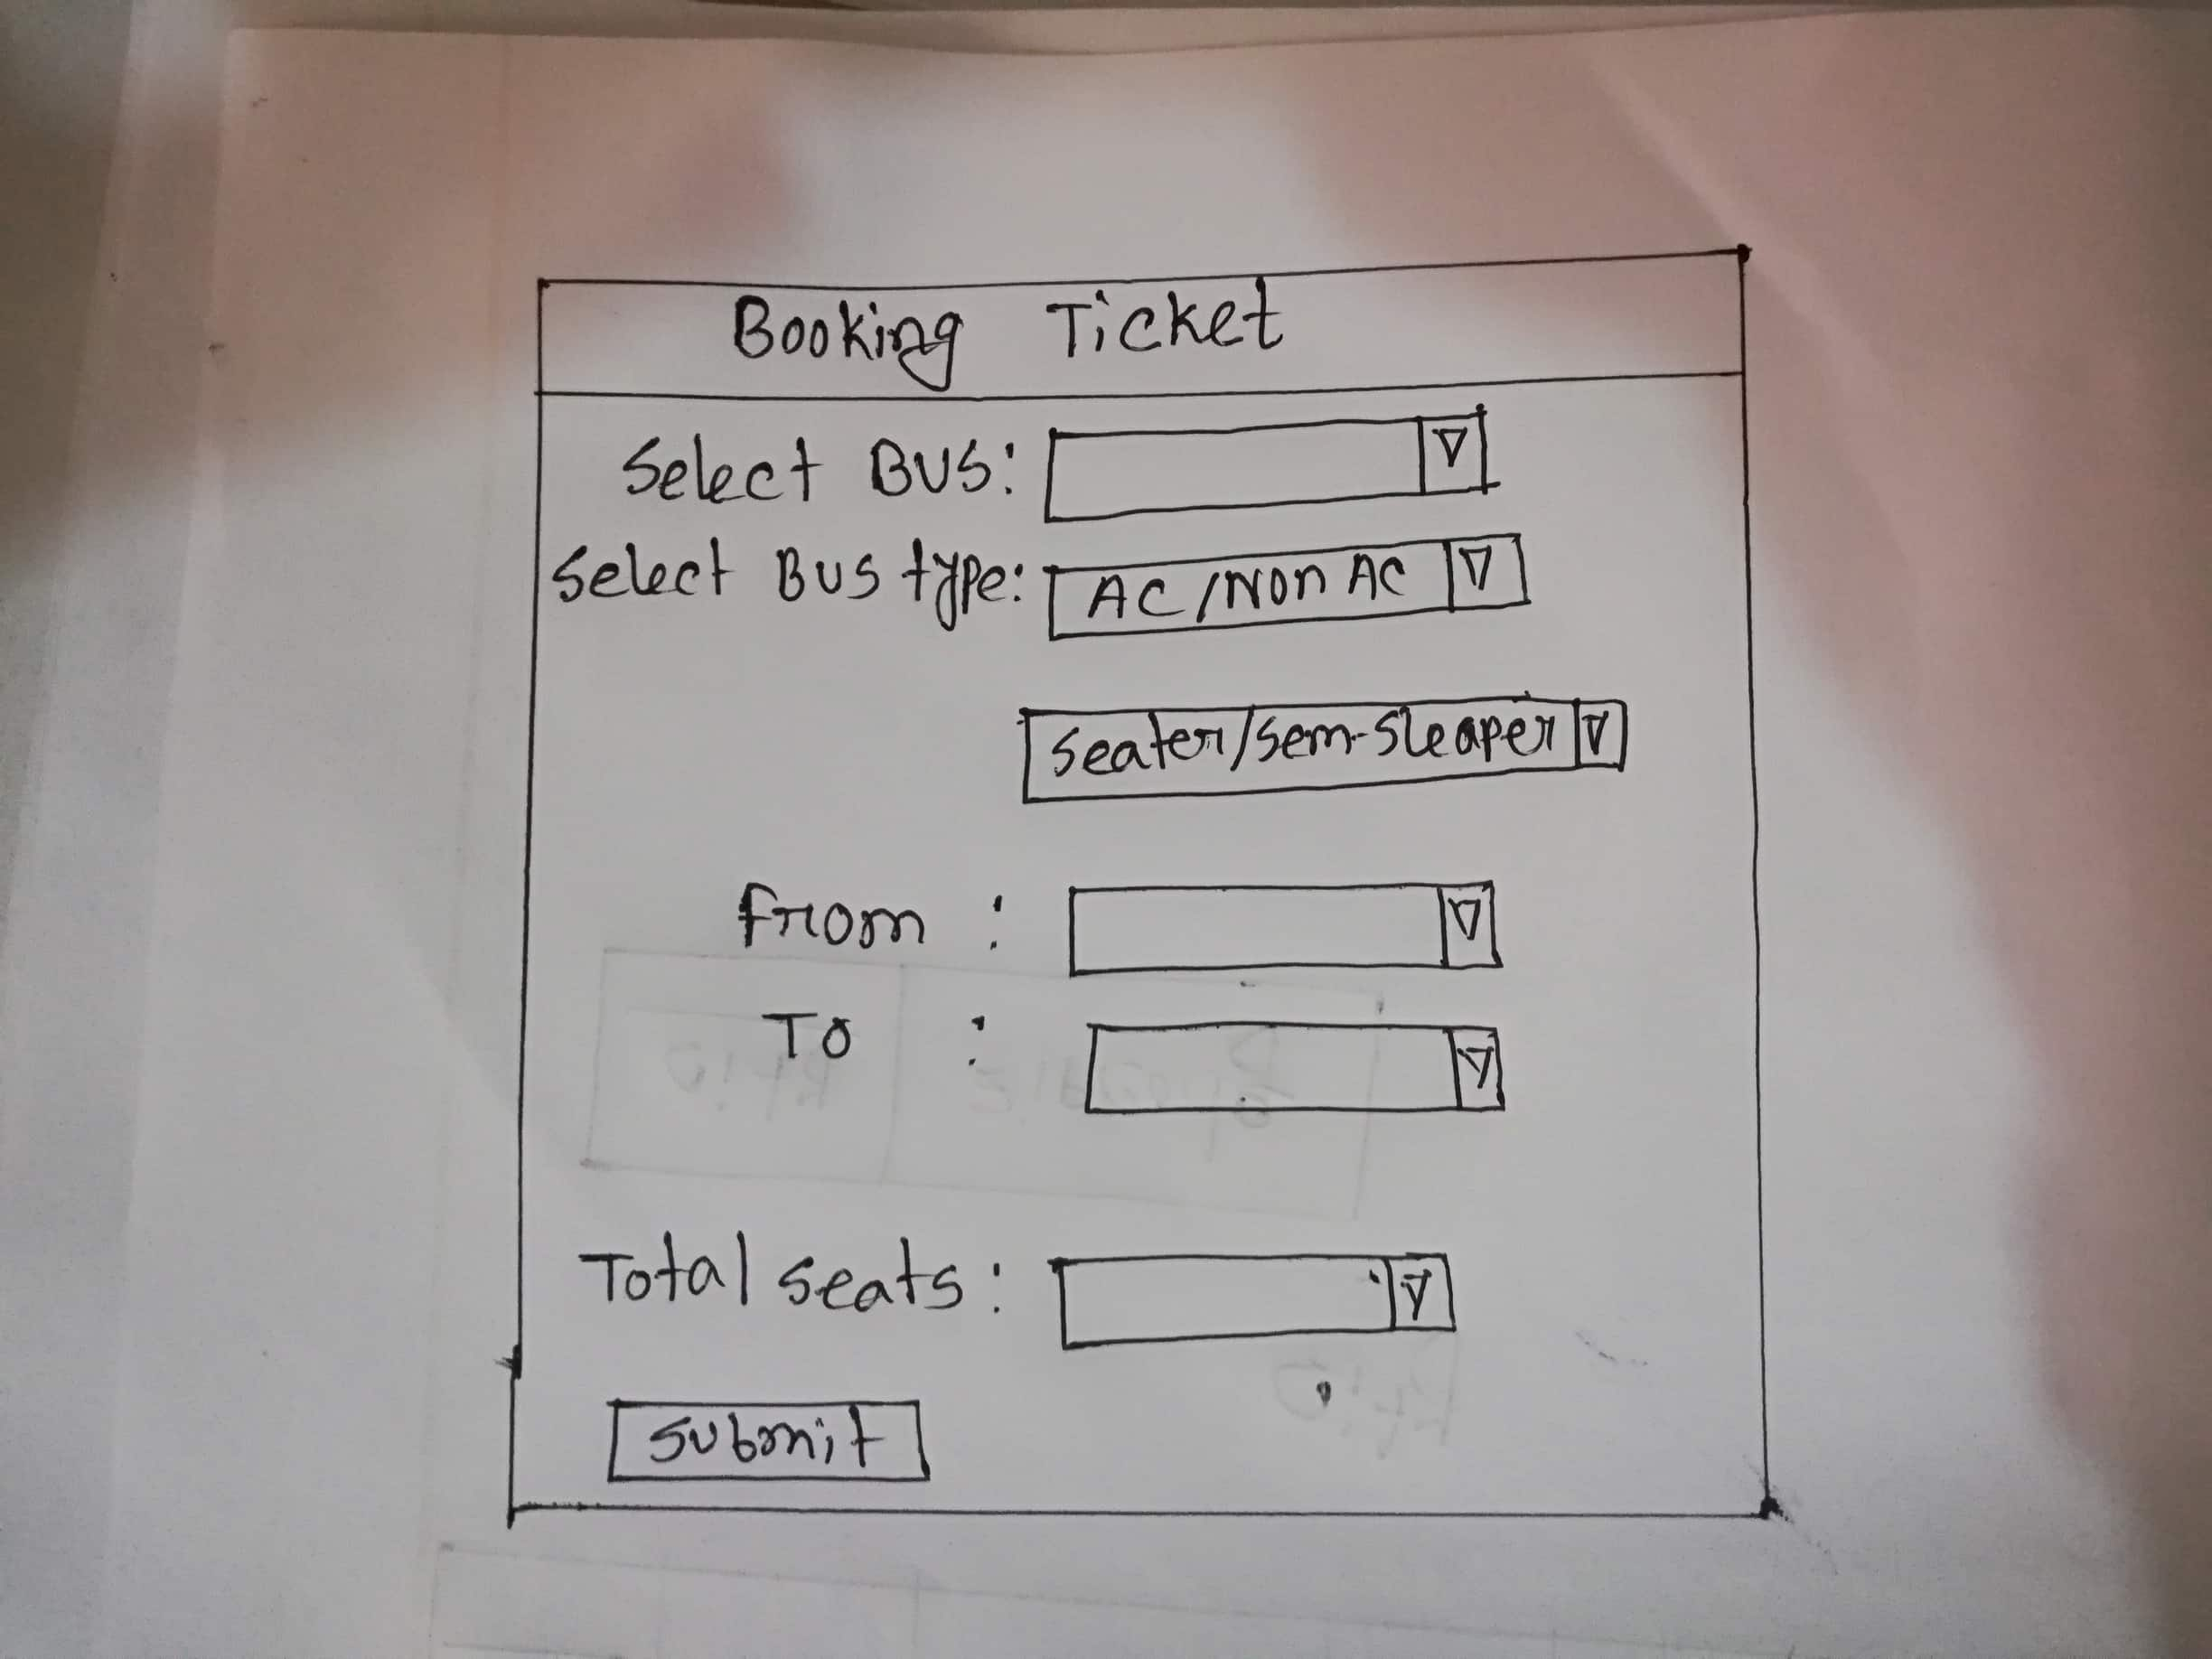 Booking Ticket
Select BUS:
Select Bus type: AC/Non AC
Seater/Sem-Sleaper
From :
To :
Total seats:
Submit